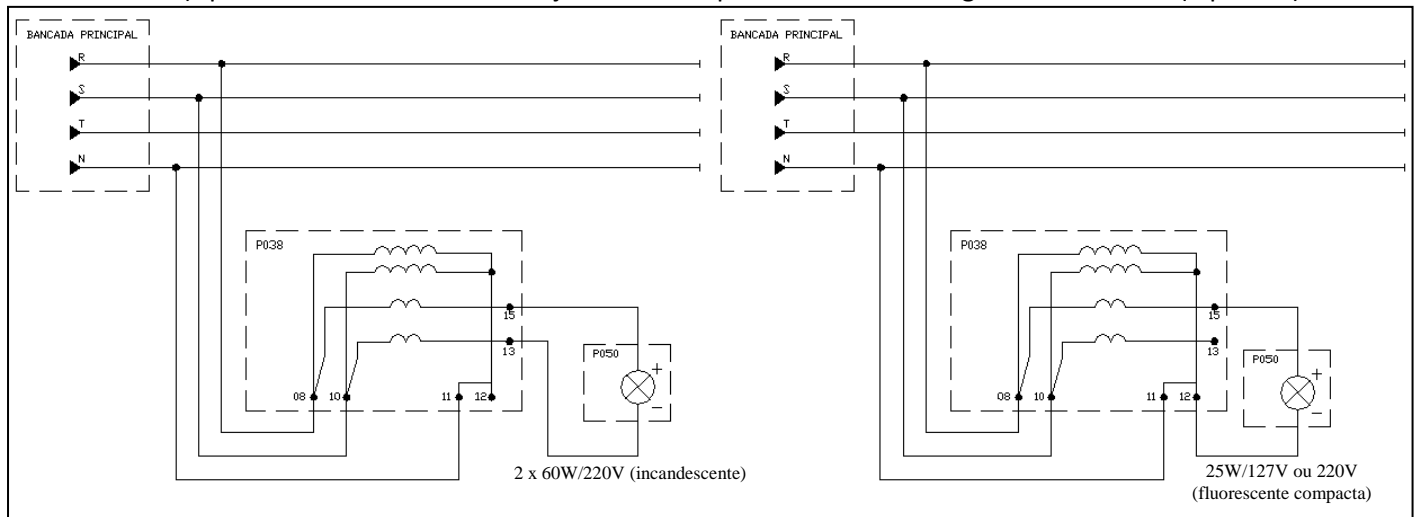 BANCADA PRINCIPAL
R
S
T
N
P038
15
13
08
10
11
12
P050
+
−
2 x 60W/220V (incandescente)
BANCADA PRINCIPAL
R
S
T
N
P038
15
13
08
10
11
12
P050
+
−
25W/127V ou 220V
(fluorescente compacta)